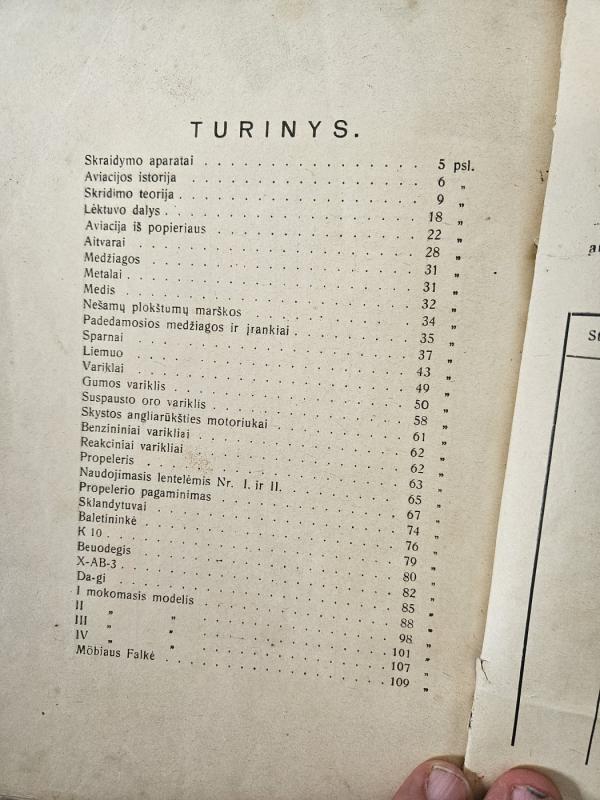 TURINYS.
Skraidymo aparatai . . . . . . . . . . . . 5 psl.
Aviacijos istorija . . . . . . . . . . . . 6 „
Skridimo teorija . . . . . . . . . . . . 9 „
Lėktuvo dalys . . . . . . . . . . . . 18 „
Aviacija iš popieriaus . . . . . . . . . . . . 22 „
Aitvarai . . . . . . . . . . . . 28 „
Medžiagos . . . . . . . . . . . . 31 „
Metalai . . . . . . . . . . . . 31 „
Medis . . . . . . . . . . . . 32 „
Nešamų plokštumų marškos . . . . . . . . . 34 „
Padedamosios medžiagos ir įrankiai . . . . . . . 35 „
Sparnai . . . . . . . . . . . . 37 „
Liemuo . . . . . . . . . . . . 43 „
Varikliai . . . . . . . . . . . . 49 „
Gumos variklis . . . . . . . . . . . . 50 „
Suspausto oro variklis . . . . . . . . . . . 58 „
Skystos angliarūkšties motoriukai . . . . . . . . 61 „
Benzininiai varikliai . . . . . . . . . . . . 62 „
Reakciniai varikliai . . . . . . . . . . . . 62 „
Propeleris . . . . . . . . . . . . 63 „
Naudojimasis lentelėmis Nr. I. ir II. . . . . . . . 65 „
Propelerio pagaminimas . . . . . . . . . . . 67 „
Sklandytuvai . . . . . . . . . . . . 74 „
Baletininkė . . . . . . . . . . . . 76 „
K 10 . . . . . . . . . . . . 79 „
Beuodegis . . . . . . . . . . . . 80 „
X-AB-3 . . . . . . . . . . . . 82 „
Da-gi . . . . . . . . . . . . 85 „
I mokomasis modelis . . . . . . . . . . . 88 „
II „ „ . . . . . . . . . . . 98 „
III „ „ . . . . . . . . . . . 101 „
IV „ „ . . . . . . . . . . . 107 „
Möbiaus Falkė . . . . . . . . . . . . 109 „